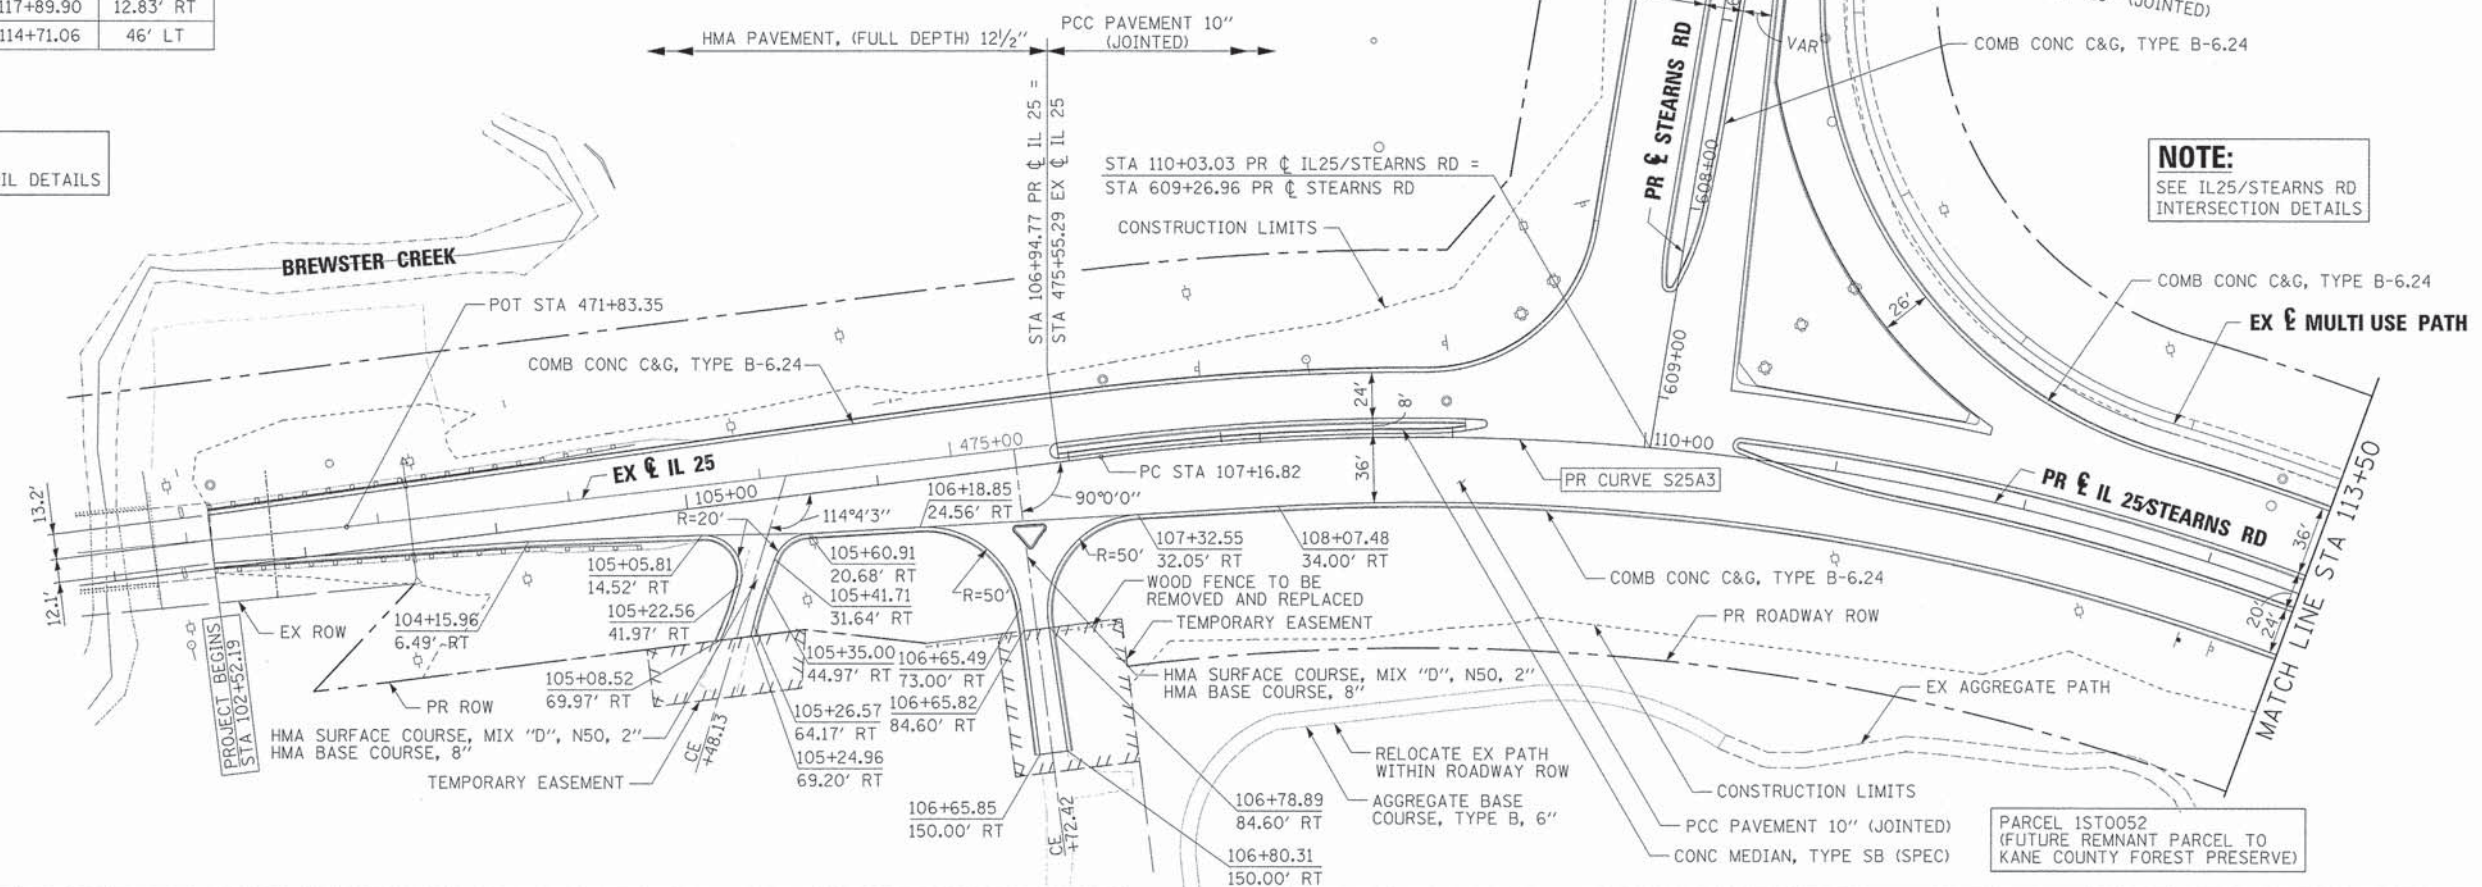 117+89.90 12.83' RT
114+71.06 46' LT
IL DETAILS
HMA PAVEMENT, (FULL DEPTH) 12½"
PCC PAVEMENT 10"
(JOINTED)
STA 106+94.77 PR ℄ IL 25 =
STA 475+55.29 EX ℄ IL 25
(JOINTED)
VAR
COMB CONC C&G, TYPE B-6.24
PR ℄ STEARNS RD
608+00
609+00
STA 110+03.03 PR ℄ IL25/STEARNS RD =
STA 609+26.96 PR ℄ STEARNS RD
CONSTRUCTION LIMITS
NOTE:
SEE IL25/STEARNS RD
INTERSECTION DETAILS
BREWSTER CREEK
POT STA 471+83.35
COMB CONC C&G, TYPE B-6.24
COMB CONC C&G, TYPE B-6.24
EX ℄ MULTI USE PATH
26'
24'
8'
36'
475+00
EX ℄ IL 25
105+00
PC STA 107+16.82
90°0'0"
110+00
PR CURVE S25A3
PR ℄ IL 25/STEARNS RD
MATCH LINE STA 113+50
36'
20'
24'
13.2'
12.1'
R=20'
114°4'3"
106+18.85
24.56' RT
105+60.91
20.68' RT
105+41.71
31.64' RT
R=50'
R=50'
107+32.55
32.05' RT
108+07.48
34.00' RT
105+05.81
14.52' RT
105+22.56
41.97' RT
104+15.96
6.49' RT
EX ROW
PROJECT BEGINS
STA 102+52.19
PR ROW
WOOD FENCE TO BE
REMOVED AND REPLACED
TEMPORARY EASEMENT
COMB CONC C&G, TYPE B-6.24
PR ROADWAY ROW
105+35.00
44.97' RT
106+65.49
73.00' RT
105+08.52
69.97' RT
105+26.57
64.17' RT
106+65.82
84.60' RT
HMA SURFACE COURSE, MIX "D", N50, 2"
HMA BASE COURSE, 8"
HMA SURFACE COURSE, MIX "D", N50, 2"
HMA BASE COURSE, 8"
EX AGGREGATE PATH
CE
+48.13
TEMPORARY EASEMENT
105+24.96
69.20' RT
106+65.85
150.00' RT
CE
+72.42
106+78.89
84.60' RT
106+80.31
150.00' RT
RELOCATE EX PATH
WITHIN ROADWAY ROW
AGGREGATE BASE
COURSE, TYPE B, 6"
CONSTRUCTION LIMITS
PCC PAVEMENT 10" (JOINTED)
CONC MEDIAN, TYPE SB (SPEC)
PARCEL 1ST0052
(FUTURE REMNANT PARCEL TO
KANE COUNTY FOREST PRESERVE)